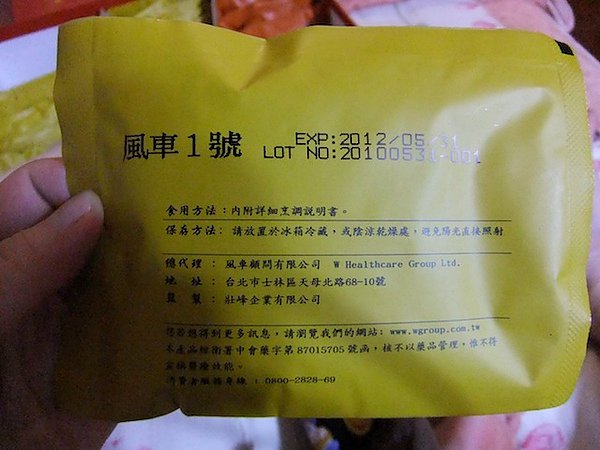 風車1號
EXP:2012/05/31
LOT NO:20100531-001
食用方法：內附詳細烹調說明書。
保存方法: 請放置於冰箱冷藏，或陰涼乾燥處，避免陽光直接照射
總代理 : 風車顧問有限公司 W Healthcare Group Ltd.
地 址 : 台北市士林區天母北路68-10號
監 製 : 壯峰企業有限公司
您若想得到更多訊息，請瀏覽我們的網站: www.wgroup.com.tw
本產品經衛署中會藥字第87015705號函，核不以藥品管理，惟不得
宣稱醫療效能。
消費者服務專線 : 0800-2828-69